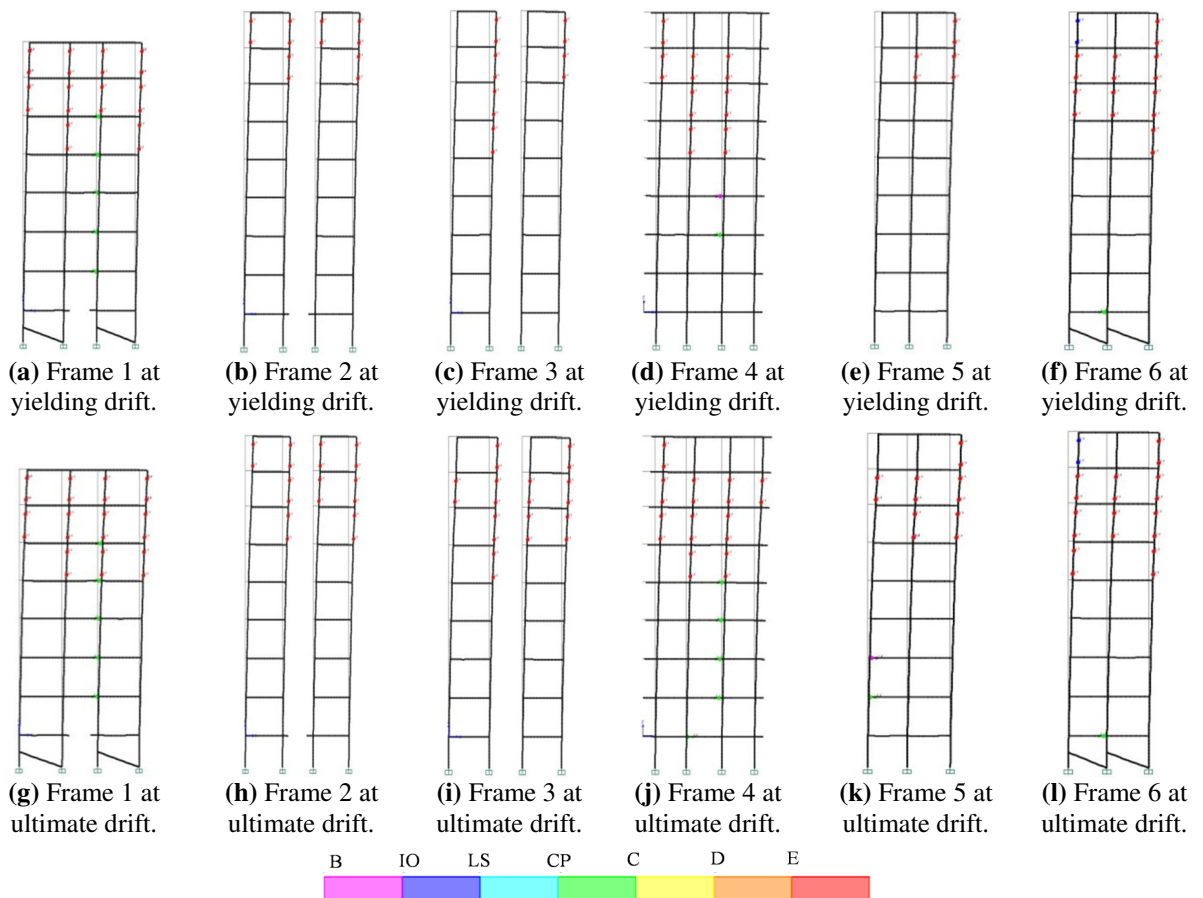 (a) Frame 1 at
yielding drift.
(b) Frame 2 at
yielding drift.
(c) Frame 3 at
yielding drift.
(d) Frame 4 at
yielding drift.
(e) Frame 5 at
yielding drift.
(f) Frame 6 at
yielding drift.
(g) Frame 1 at
ultimate drift.
(h) Frame 2 at
ultimate drift.
(i) Frame 3 at
ultimate drift.
(j) Frame 4 at
ultimate drift.
(k) Frame 5 at
ultimate drift.
(l) Frame 6 at
ultimate drift.
B IO LS CP C D E